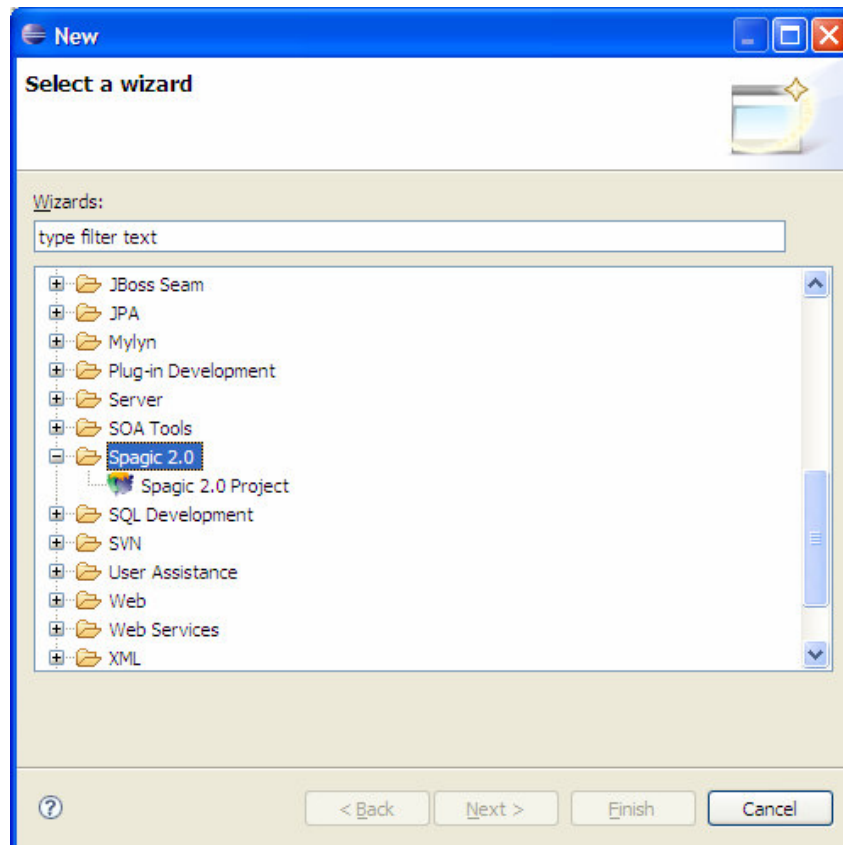 New
Select a wizard
Wizards:
type filter text
JBoss Seam
JPA
Mylyn
Plug-in Development
Server
SOA Tools
Spagic 2.0
Spagic 2.0 Project
SQL Development
SVN
User Assistance
Web
Web Services
XML
? < Back Next > Finish Cancel